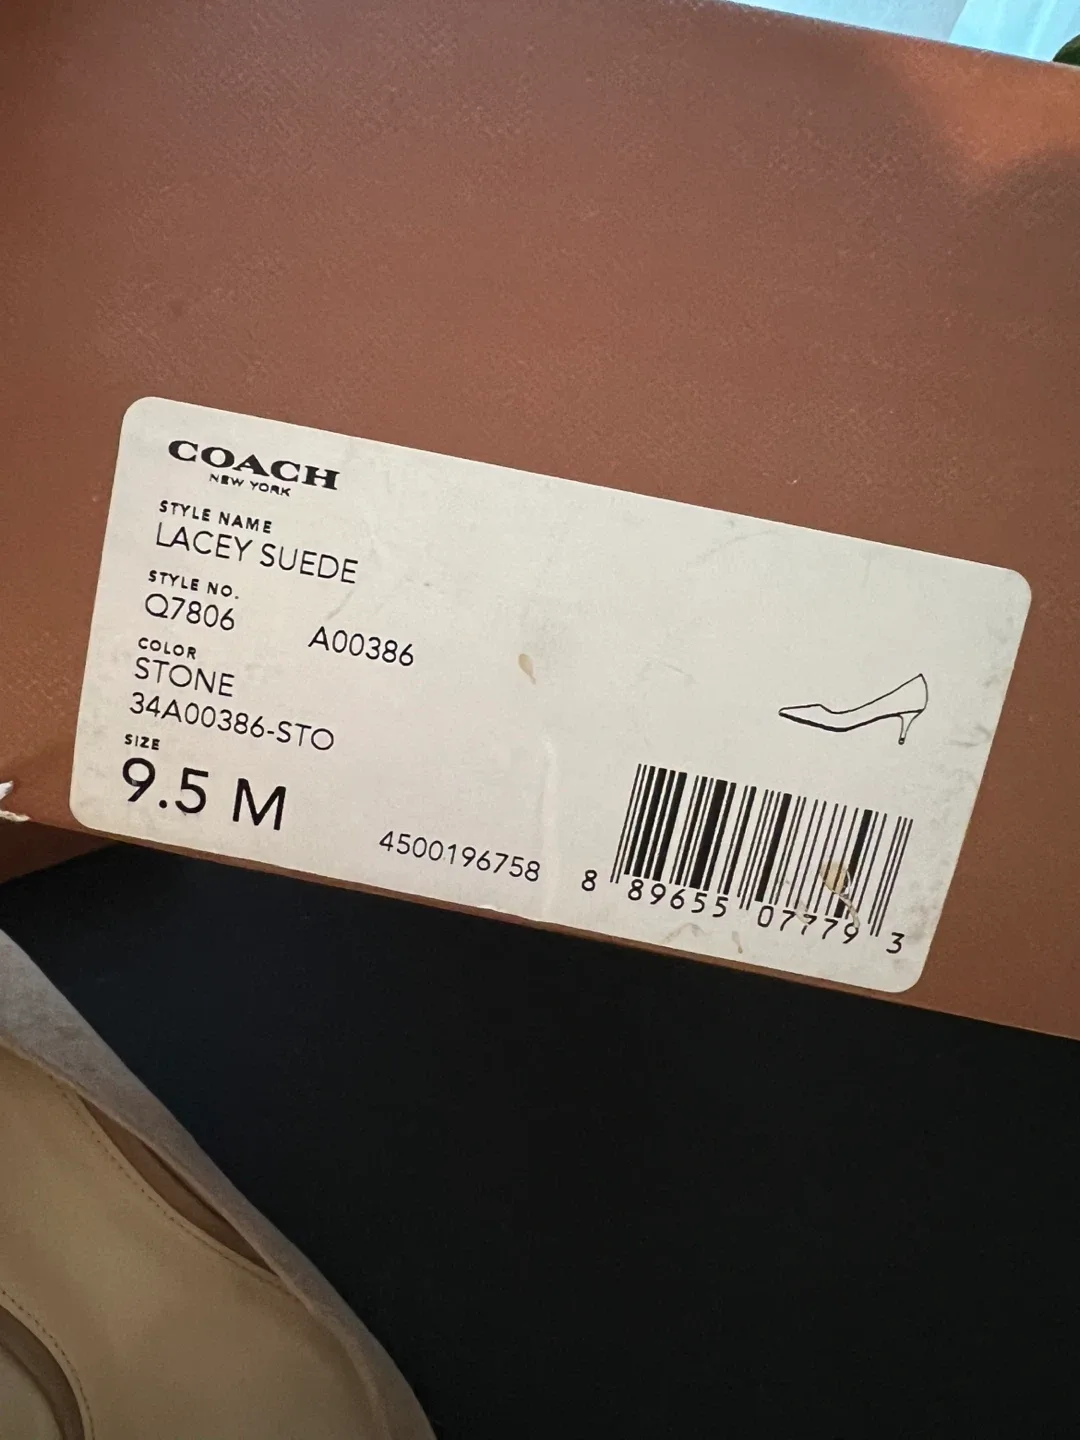 COACH
NEW YORK
STYLE NAME
LACEY SUEDE
STYLE NO.
Q7806 A00386
COLOR
STONE
34A00386-STO
SIZE
9.5 M
4500196758
8 89655 07779 3